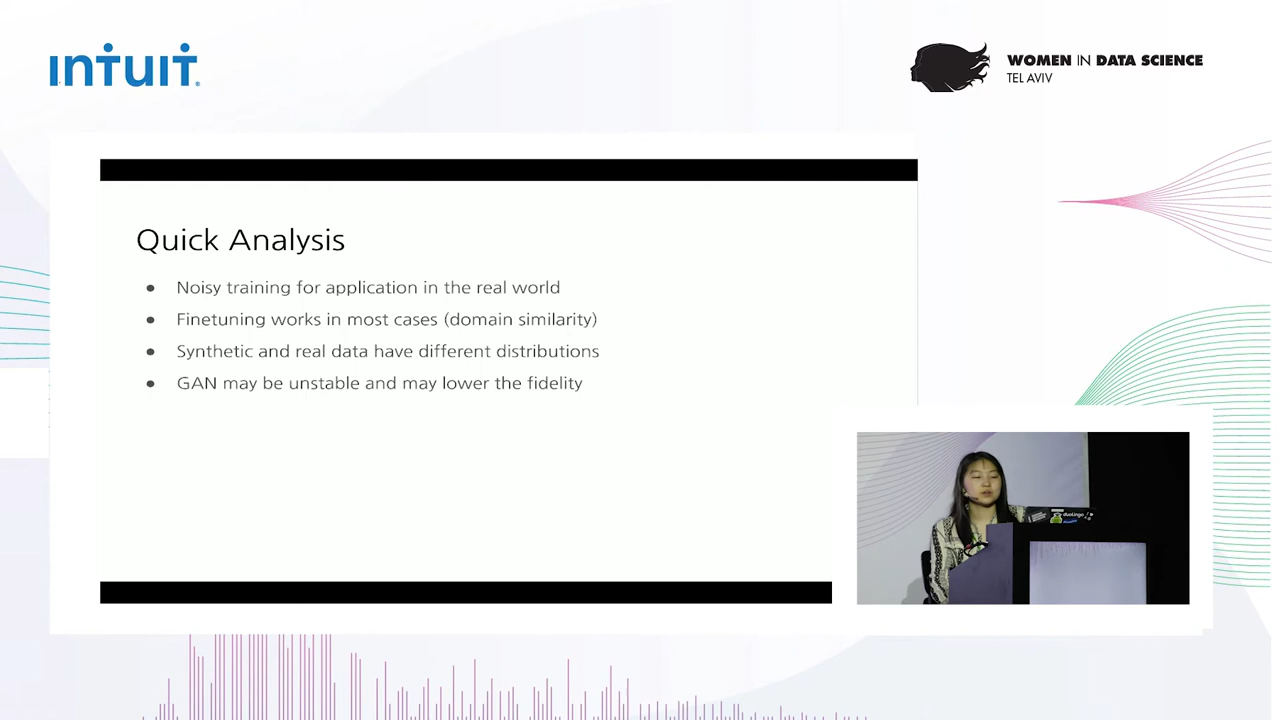 intuit
WOMEN IN DATA SCIENCE
TEL AVIV
Quick Analysis
• Noisy training for application in the real world
• Finetuning works in most cases (domain similarity)
• Synthetic and real data have different distributions
• GAN may be unstable and may lower the fidelity
duolingo